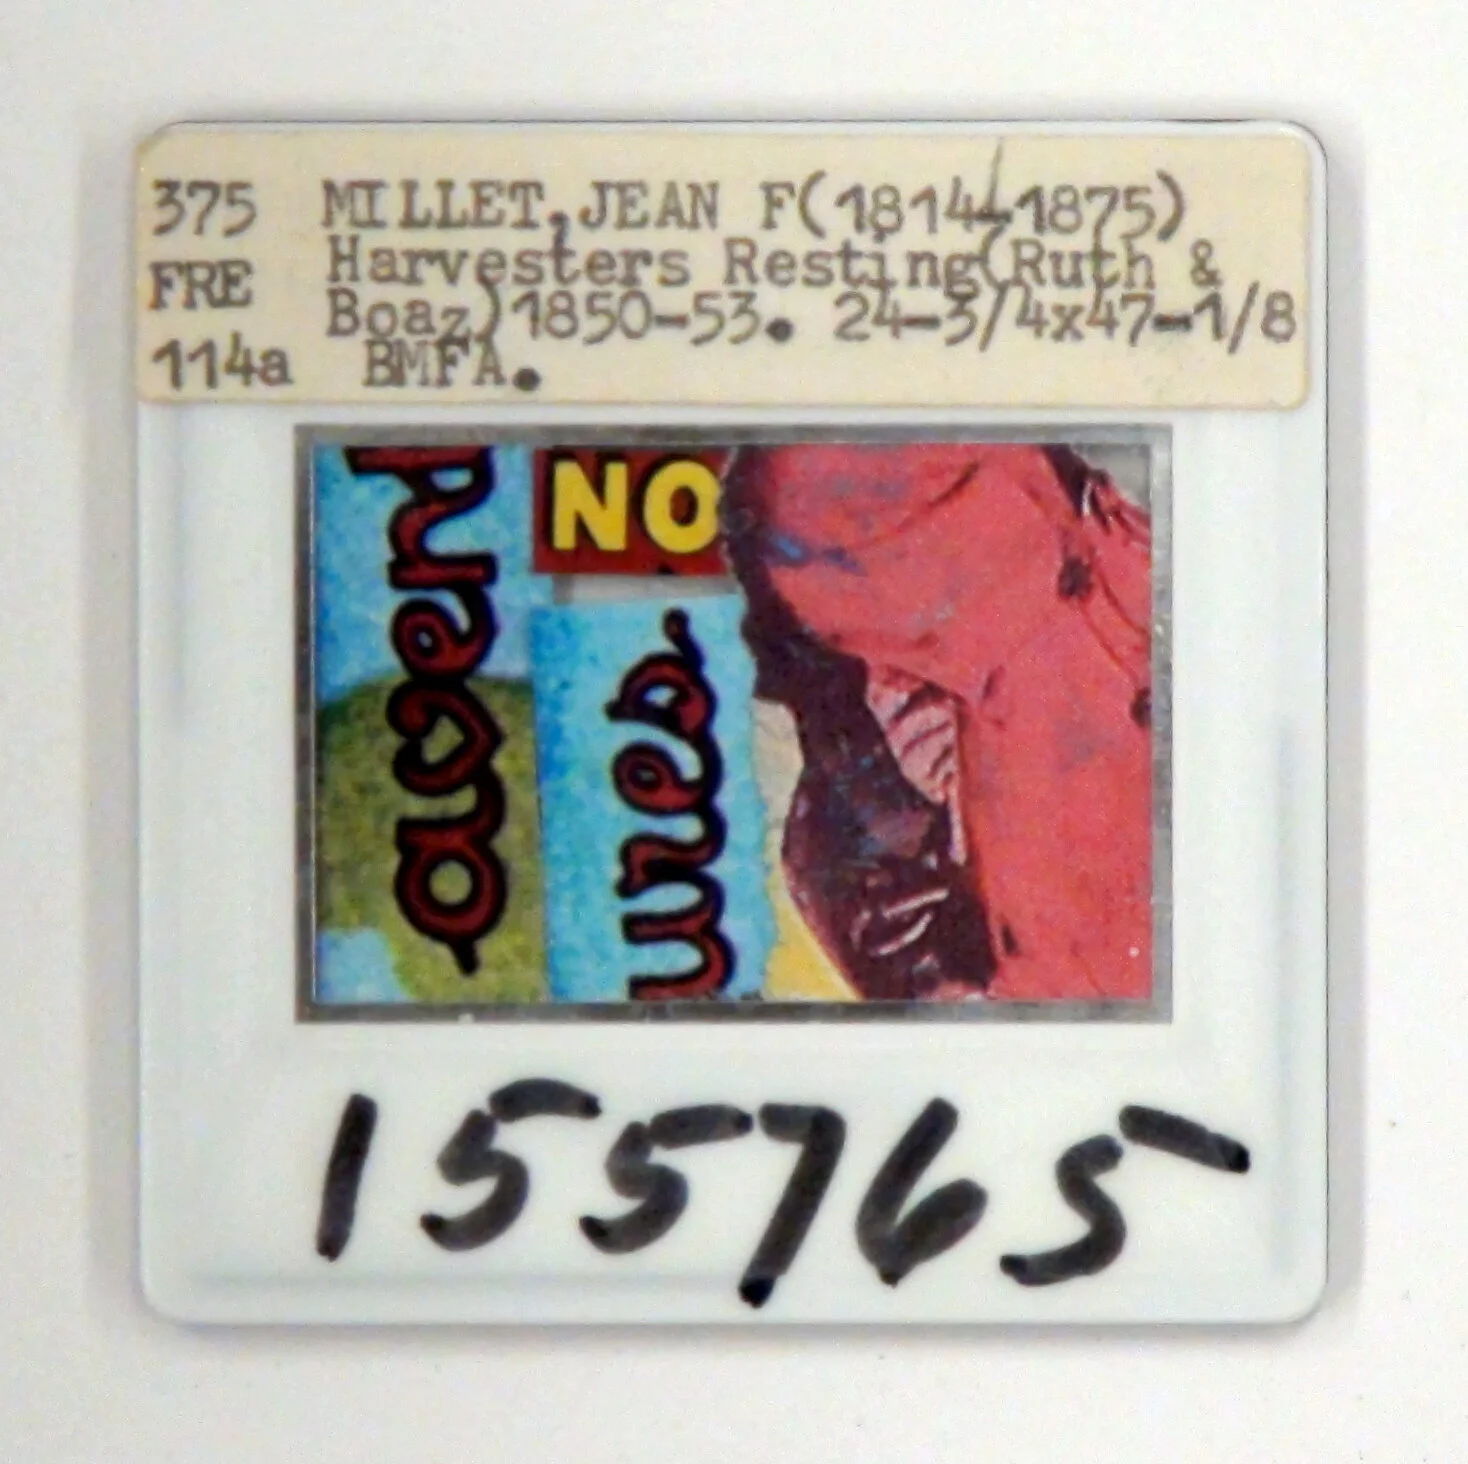 375 MILLET,JEAN F(1814-1875)
FRE Harvesters Resting(Ruth &
Boaz)1850-53. 24-3/4x47-1/8
114a BMFA.
NO
155765